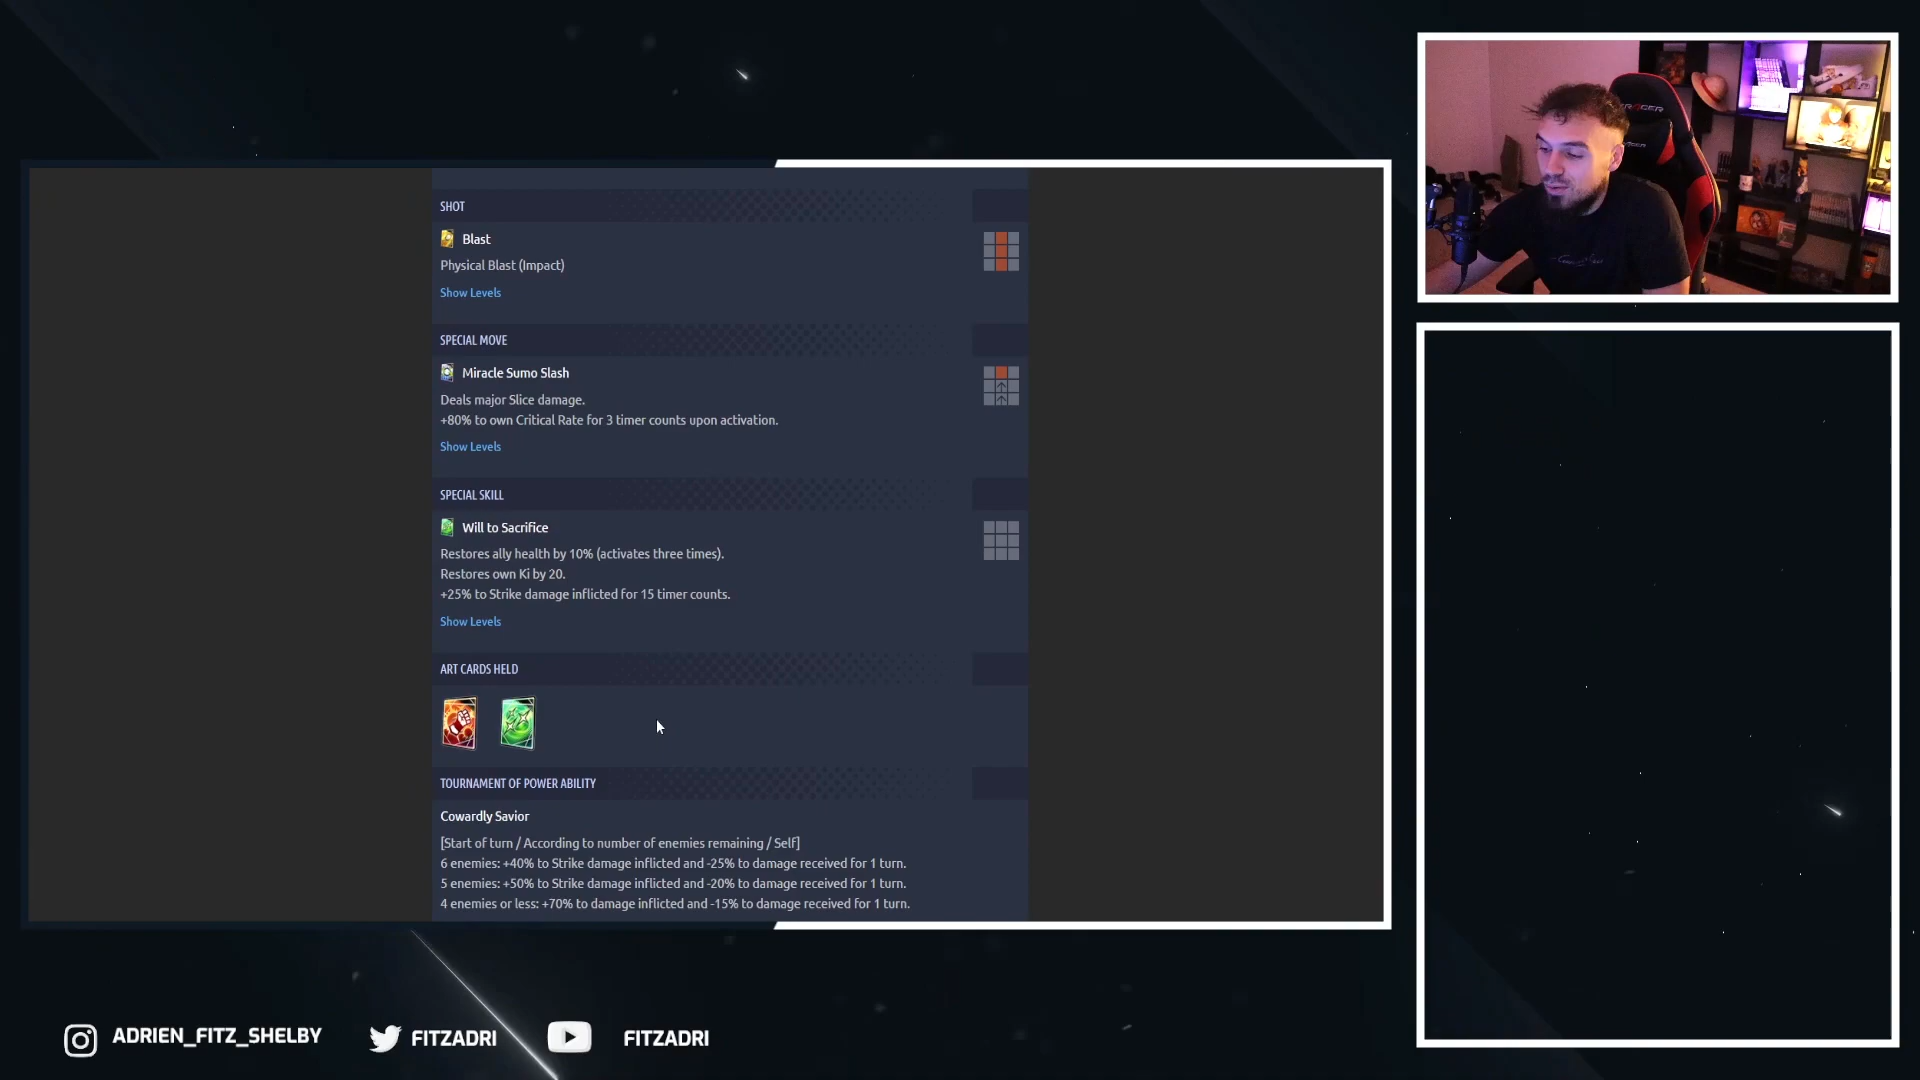 SHOT
Blast
Physical Blast (Impact)
Show Levels
SPECIAL MOVE
Miracle Sumo Slash
Deals major Slice damage.
+80% to own Critical Rate for 3 timer counts upon activation.
Show Levels
SPECIAL SKILL
Will to Sacrifice
Restores ally health by 10% (activates three times).
Restores own Ki by 20.
+25% to Strike damage inflicted for 15 timer counts.
Show Levels
ART CARDS HELD
TOURNAMENT OF POWER ABILITY
Cowardly Savior
[Start of turn / According to number of enemies remaining / Self]
6 enemies: +40% to Strike damage inflicted and -25% to damage received for 1 turn.
5 enemies: +50% to Strike damage inflicted and -20% to damage received for 1 turn.
4 enemies or less: +70% to damage inflicted and -15% to damage received for 1 turn.
ADRIEN_FITZ_SHELBY
FITZADRI
FITZADRI